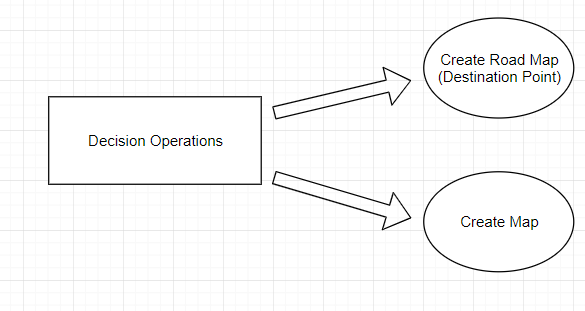 Create Road Map
(Destination Point)
Decision Operations
Create Map